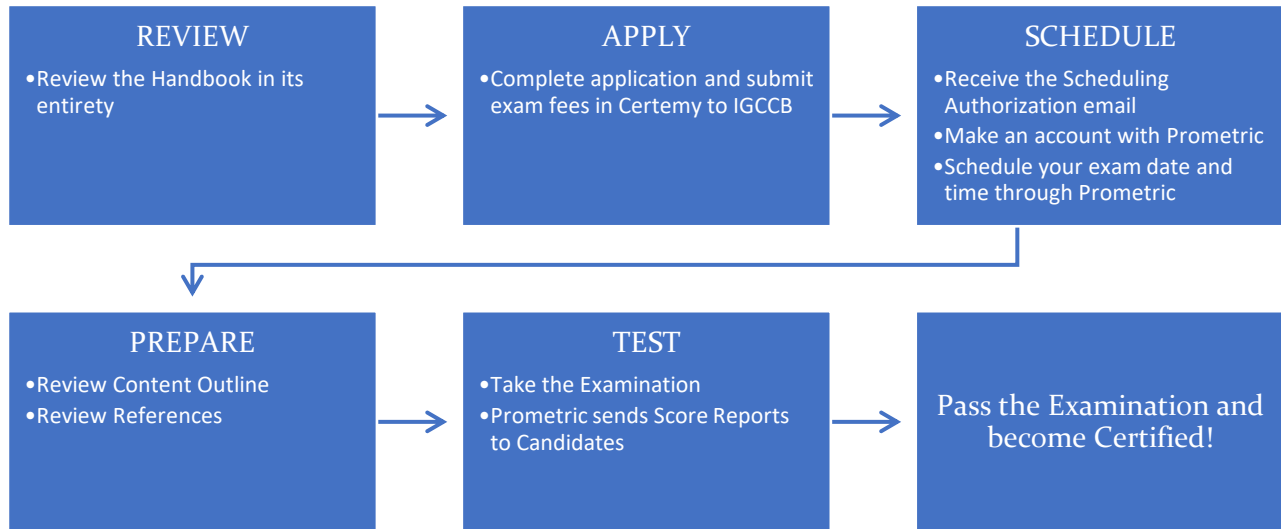 REVIEW
•Review the Handbook in its
entirety
APPLY
•Complete application and submit
exam fees in Certemy to IGCCB
SCHEDULE
•Receive the Scheduling
Authorization email
•Make an account with Prometric
•Schedule your exam date and
time through Prometric
PREPARE
•Review Content Outline
•Review References
TEST
•Take the Examination
•Prometric sends Score Reports
to Candidates
Pass the Examination and
become Certified!